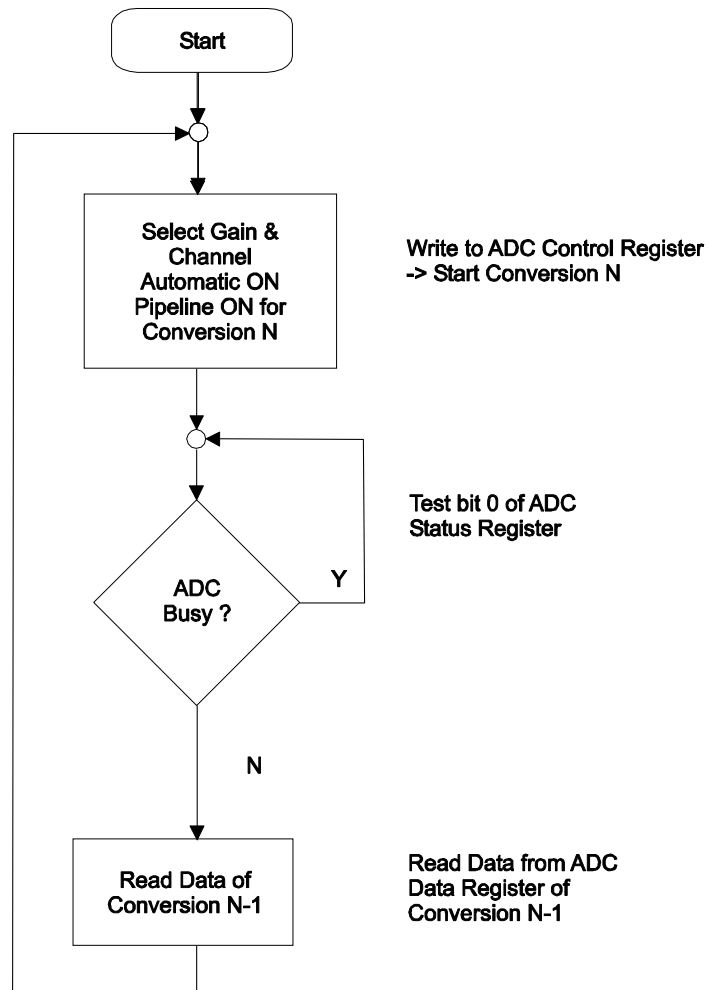 Start
Select Gain &
Channel
Automatic ON
Pipeline ON for
Conversion N
Write to ADC Control Register
-> Start Conversion N
Test bit 0 of ADC
Status Register
ADC
Busy ?
Y
N
Read Data of
Conversion N-1
Read Data from ADC
Data Register of
Conversion N-1